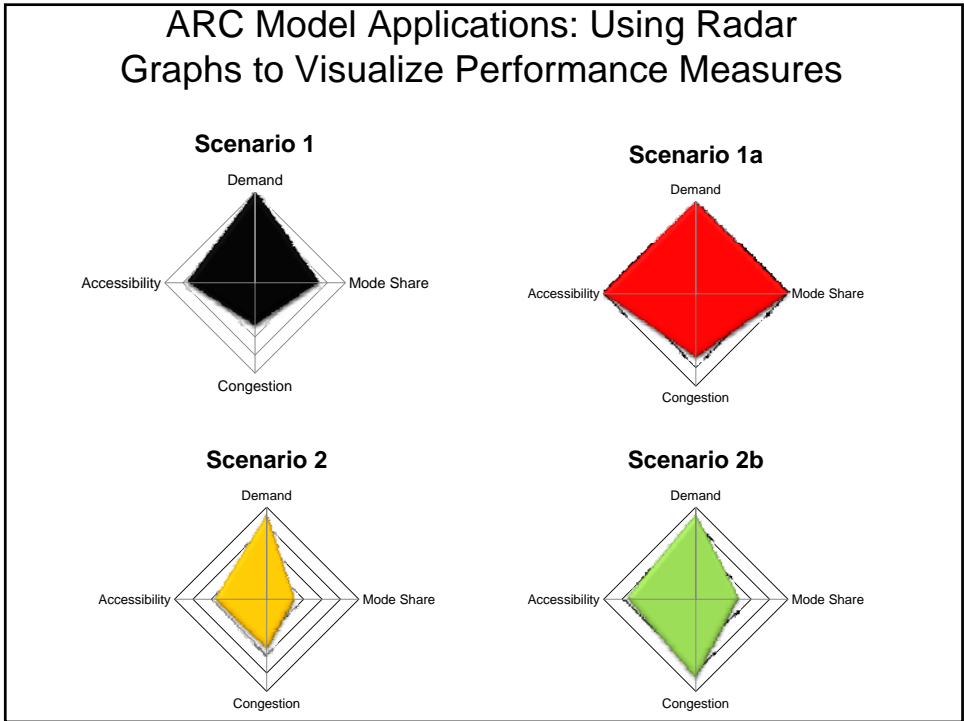 ARC Model Applications: Using Radar
Graphs to Visualize Performance Measures
Scenario 1
Demand
Accessibility
Mode Share
Congestion
Scenario 1a
Demand
Accessibility
Mode Share
Congestion
Scenario 2
Demand
Accessibility
Mode Share
Congestion
Scenario 2b
Demand
Accessibility
Mode Share
Congestion